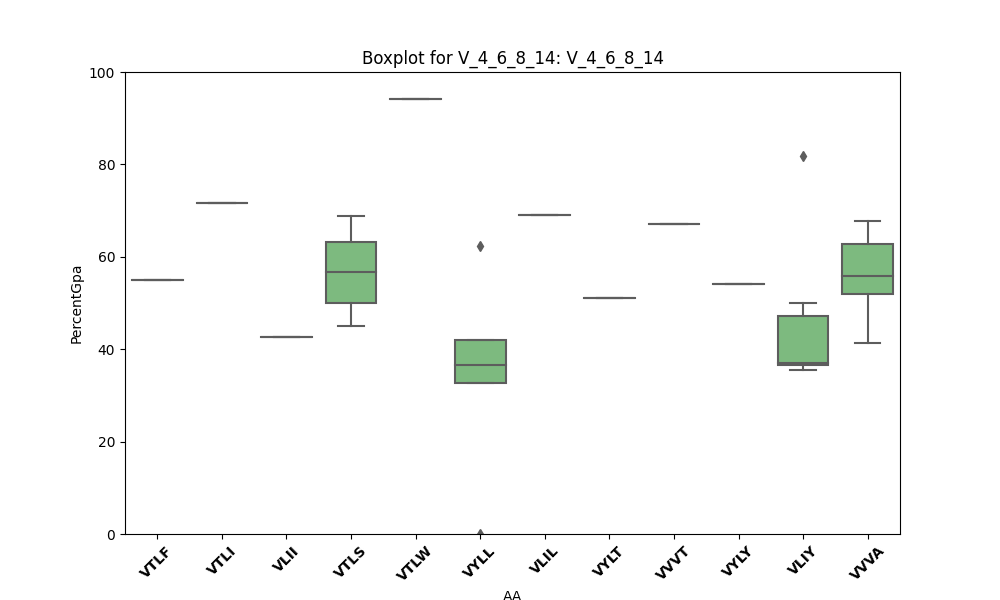 Boxplot for V_4_6_8_14: V_4_6_8_14
PercentGpa
100
80
60
40
20
0
VTLF VTLI VLII VTLS VTLW VYLL VLIL VYLT VVVT VYLY VLIY VVVA
AA